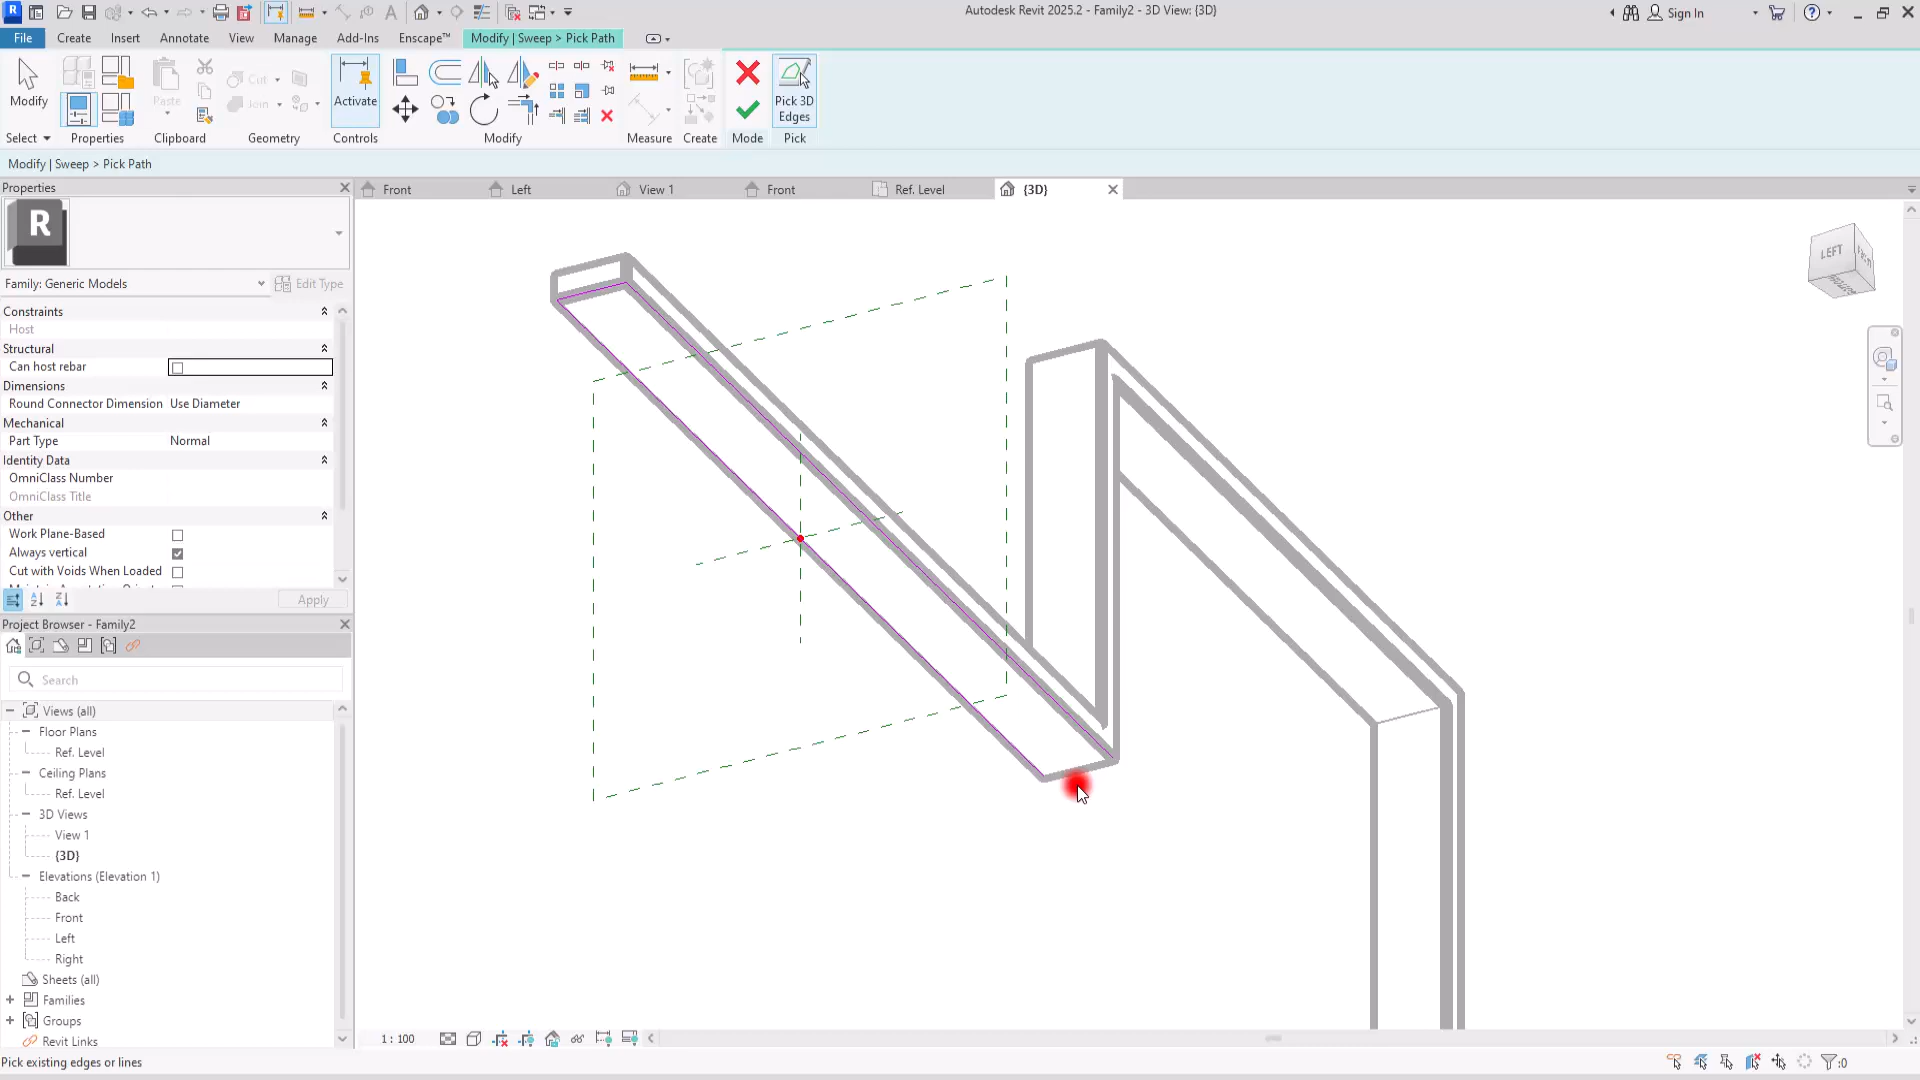 Autodesk Revit 2025.2 - Family2 - 3D View: {3D}
Sign In
File
Create
Insert
Annotate
View
Manage
Add-Ins
Enscape™
Modify | Sweep > Pick Path
Modify
Paste
Cut
Join
Activate
Pick 3D
Edges
Select
Properties
Clipboard
Geometry
Controls
Modify
Measure
Create
Mode
Pick
Modify | Sweep > Pick Path
Properties
Front
Left
View 1
Front
Ref. Level
{3D}
R
Family: Generic Models
Edit Type
Constraints
Host
Structural
Can host rebar
Dimensions
Round Connector Dimension
Use Diameter
Mechanical
Part Type
Normal
Identity Data
OmniClass Number
OmniClass Title
Other
Work Plane-Based
Always vertical
Cut with Voids When Loaded
Apply
Project Browser - Family2
Search
Views (all)
Floor Plans
Ref. Level
Ceiling Plans
Ref. Level
3D Views
View 1
{3D}
Elevations (Elevation 1)
Back
Front
Left
Right
Sheets (all)
Families
Groups
Revit Links
LEFT
1 : 100
Pick existing edges or lines
:0